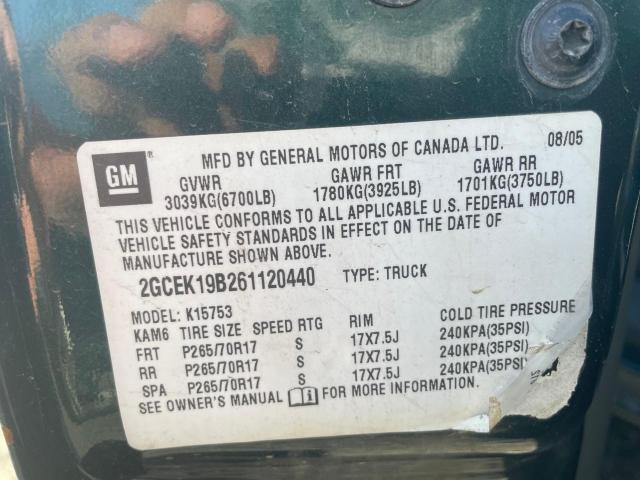 GM
MFD BY GENERAL MOTORS OF CANADA LTD. 08/05
GVWR GAWR FRT GAWR RR
3039KG(6700LB) 1780KG(3925LB) 1701KG(3750LB)
THIS VEHICLE CONFORMS TO ALL APPLICABLE U.S. FEDERAL MOTOR
VEHICLE SAFETY STANDARDS IN EFFECT ON THE DATE OF
MANUFACTURE SHOWN ABOVE.
2GCEK19B261120440 TYPE: TRUCK
MODEL: K15753
KAM6 TIRE SIZE SPEED RTG RIM COLD TIRE PRESSURE
FRT P265/70R17 S 17X7.5J 240KPA(35PSI)
RR P265/70R17 S 17X7.5J 240KPA(35PSI)
SPA P265/70R17 S 17X7.5J 240KPA(35PSI)
SEE OWNER'S MANUAL FOR MORE INFORMATION.